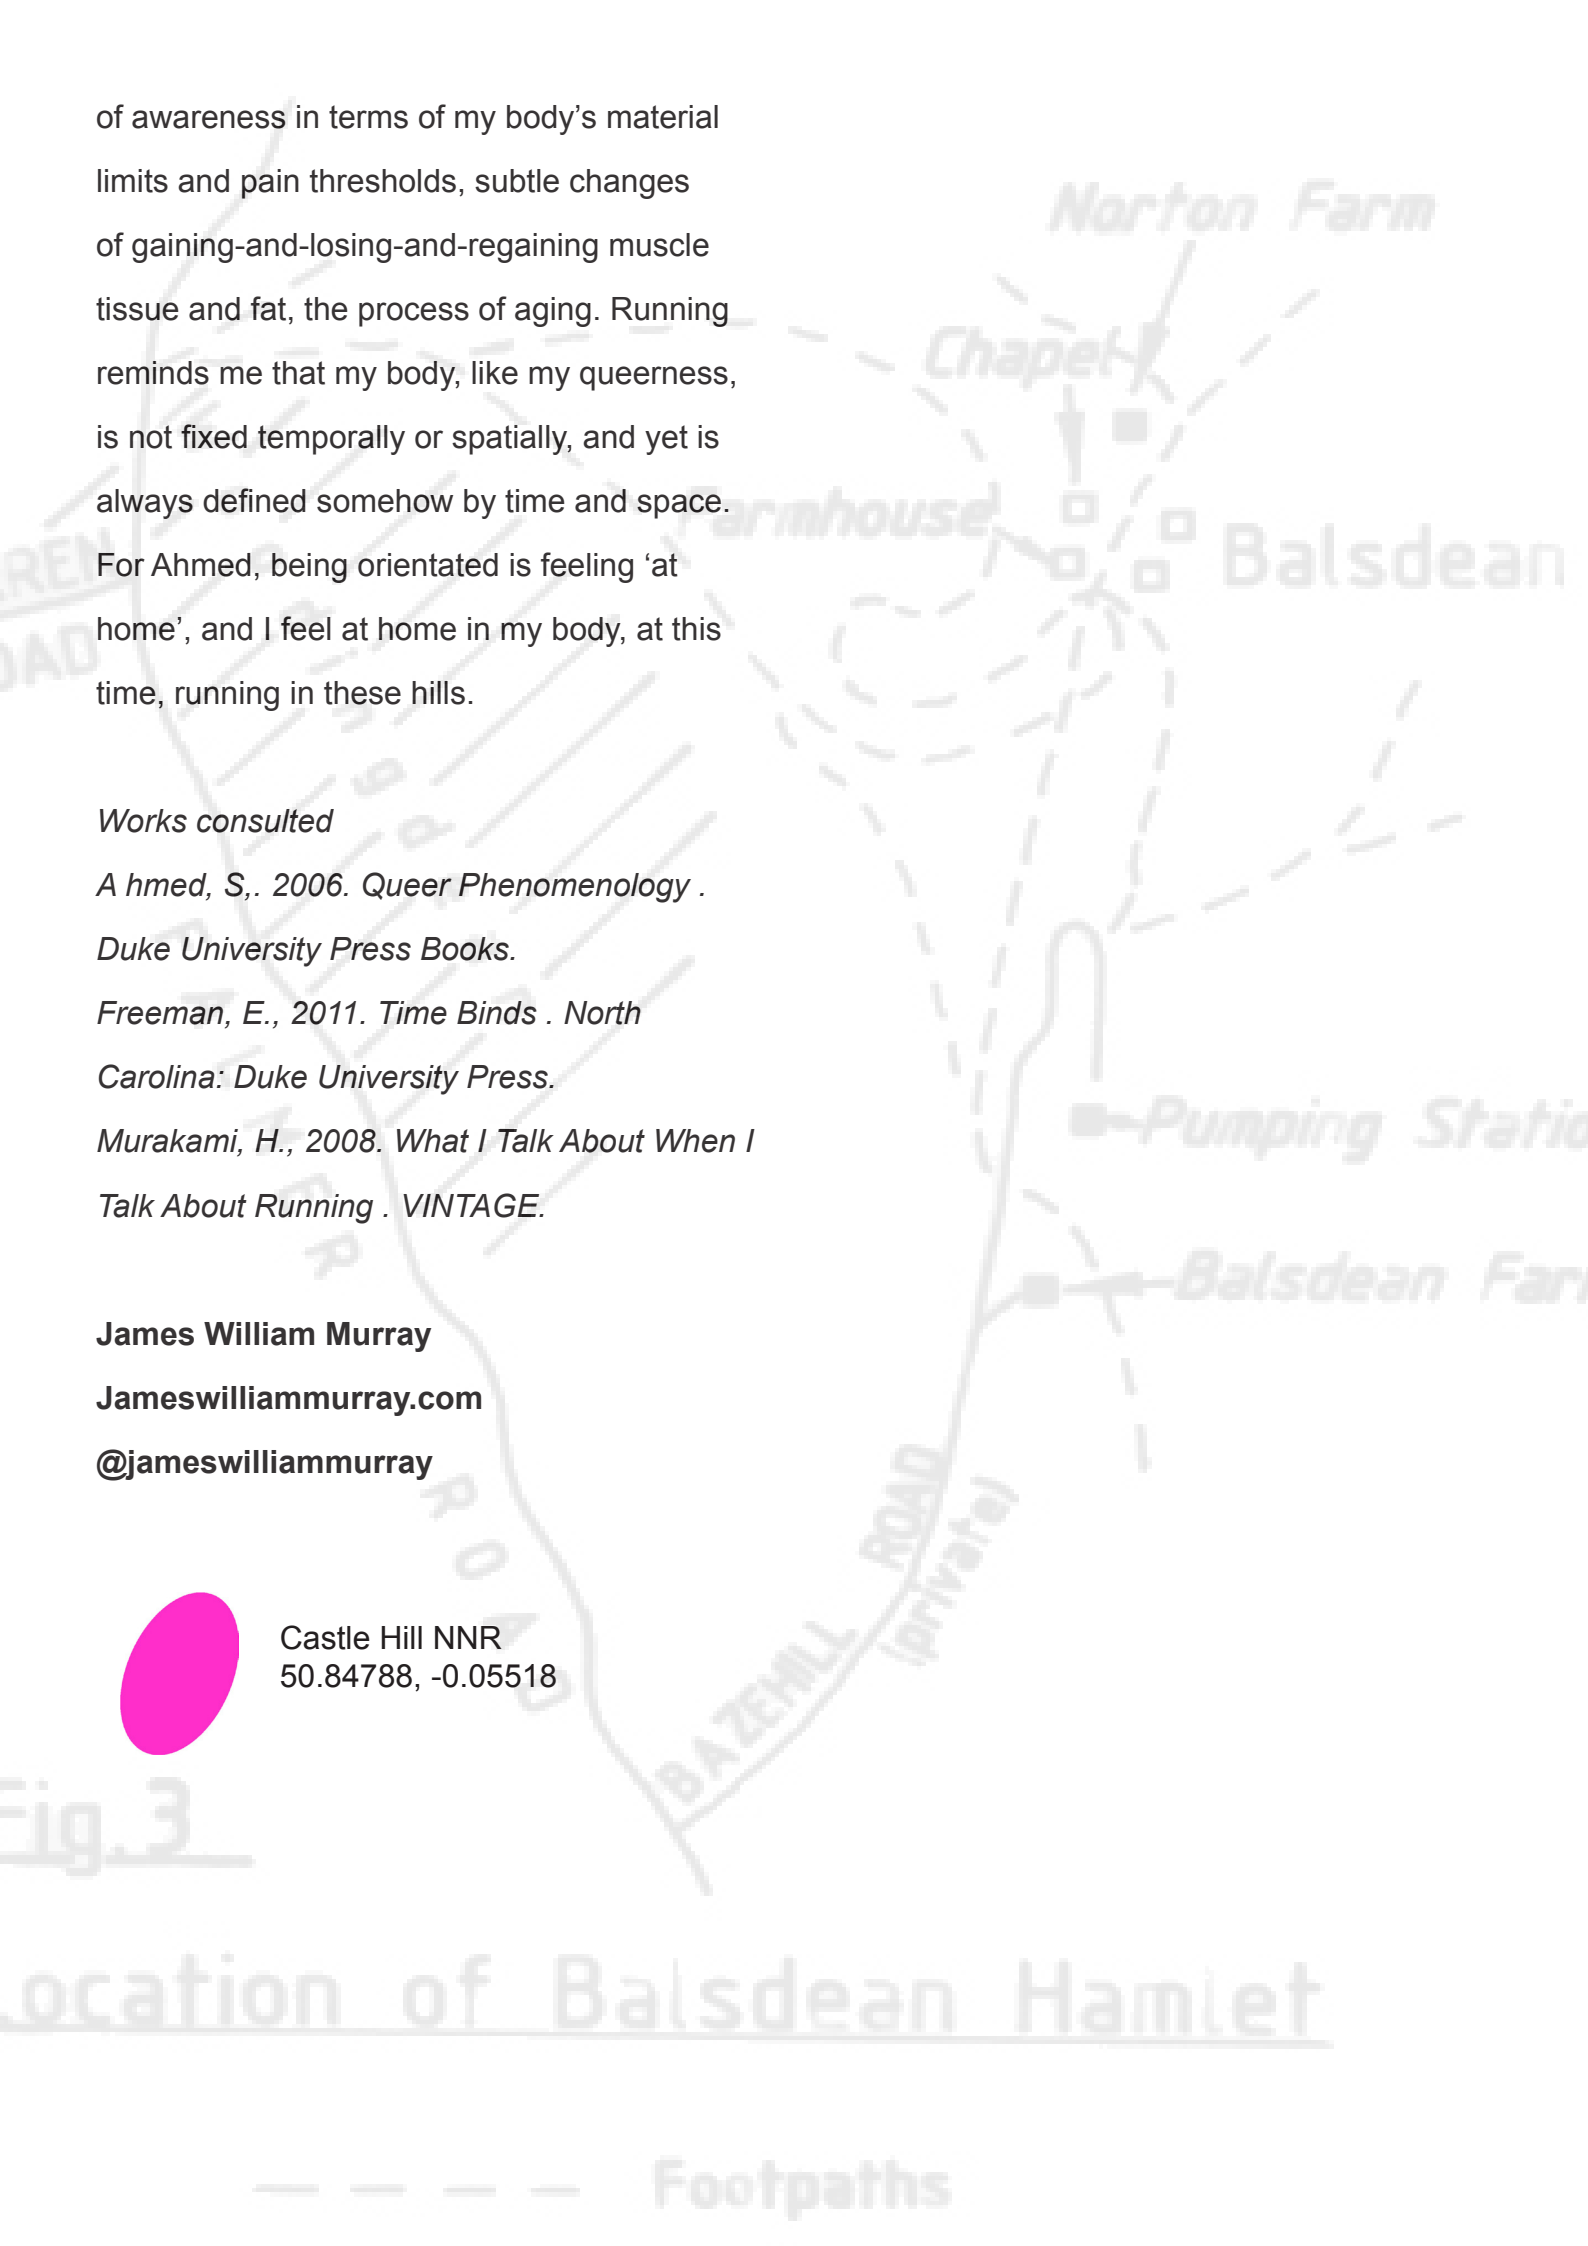 of awareness in terms of my body’s material
limits and pain thresholds, subtle changes
of gaining-and-losing-and-regaining muscle
tissue and fat, the process of aging. Running
reminds me that my body, like my queerness,
is not fixed temporally or spatially, and yet is
always defined somehow by time and space.
For Ahmed, being orientated is feeling ‘at
home’, and I feel at home in my body, at this
time, running in these hills.
Works consulted
A hmed, S,. 2006. Queer Phenomenology .
Duke University Press Books.
Freeman, E., 2011. Time Binds . North
Carolina: Duke University Press.
Murakami, H., 2008. What I Talk About When I
Talk About Running . VINTAGE.
James William Murray
Jameswilliammurray.com
@jameswilliammurray
Castle Hill NNR
50.84788, -0.05518
Norton Farm
Chapel
Farmhouse
Balsdean
Pumping Statio
Balsdean Far
FALMER ROAD
BAZEHILL ROAD
(private)
Fig.3
ocation of Balsdean Hamlet
Footpaths